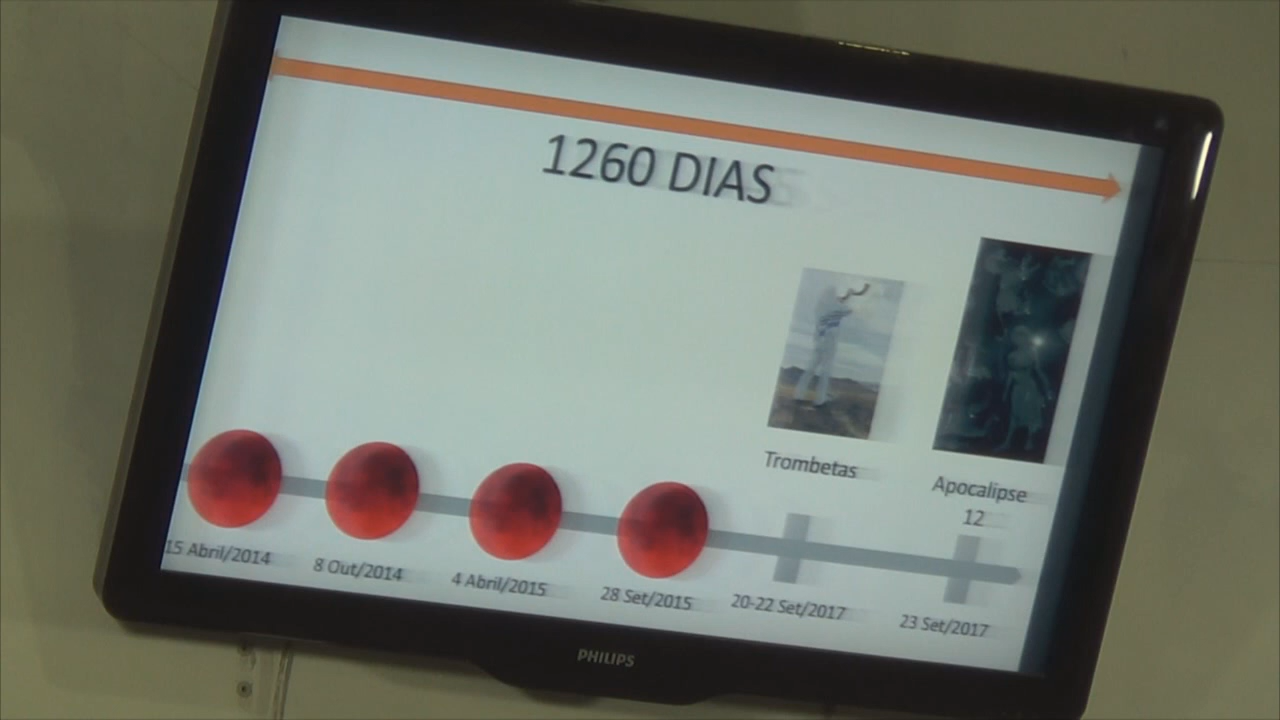 1260 DIAS
Trombetas
Apocalipse
12
15 Abril/2014
8 Out/2014
4 Abril/2015
28 Set/2015
20-22 Set/2017
23 Set/2017
PHILIPS